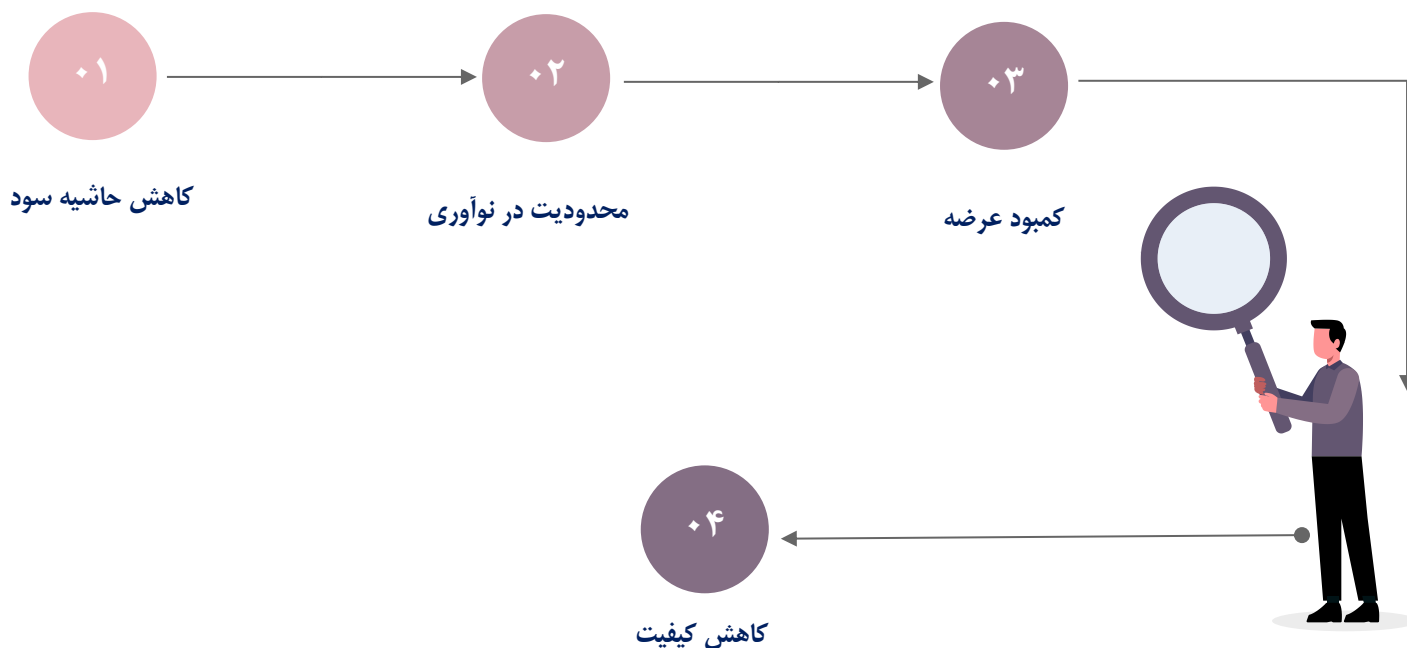 ۰۱
کاهش حاشیه سود
۰۲
محدودیت در نوآوری
۰۳
کمبود عرضه
۰۴
کاهش کیفیت